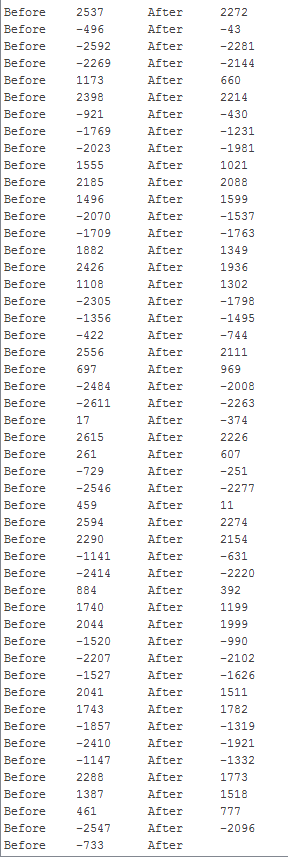 Before 2537 After 2272
Before -496 After -43
Before -2592 After -2281
Before -2269 After -2144
Before 1173 After 660
Before 2398 After 2214
Before -921 After -430
Before -1769 After -1231
Before -2023 After -1981
Before 1555 After 1021
Before 2185 After 2088
Before 1496 After 1599
Before -2070 After -1537
Before -1709 After -1763
Before 1882 After 1349
Before 2426 After 1936
Before 1108 After 1302
Before -2305 After -1798
Before -1356 After -1495
Before -422 After -744
Before 2556 After 2111
Before 697 After 969
Before -2484 After -2008
Before -2611 After -2263
Before 17 After -374
Before 2615 After 2226
Before 261 After 607
Before -729 After -251
Before -2546 After -2277
Before 459 After 11
Before 2594 After 2274
Before 2290 After 2154
Before -1141 After -631
Before -2414 After -2220
Before 884 After 392
Before 1740 After 1199
Before 2044 After 1999
Before -1520 After -990
Before -2207 After -2102
Before -1527 After -1626
Before 2041 After 1511
Before 1743 After 1782
Before -1857 After -1319
Before -2410 After -1921
Before -1147 After -1332
Before 2288 After 1773
Before 1387 After 1518
Before 461 After 777
Before -2547 After -2096
Before -733 After